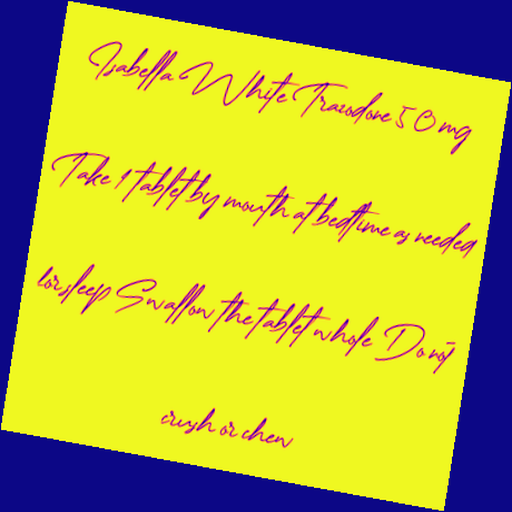 Isabella White Trazodone 50 mg
Take 1 tablet by mouth at bedtime as needed
for sleep Swallow the tablet whole Do not
crush or chew